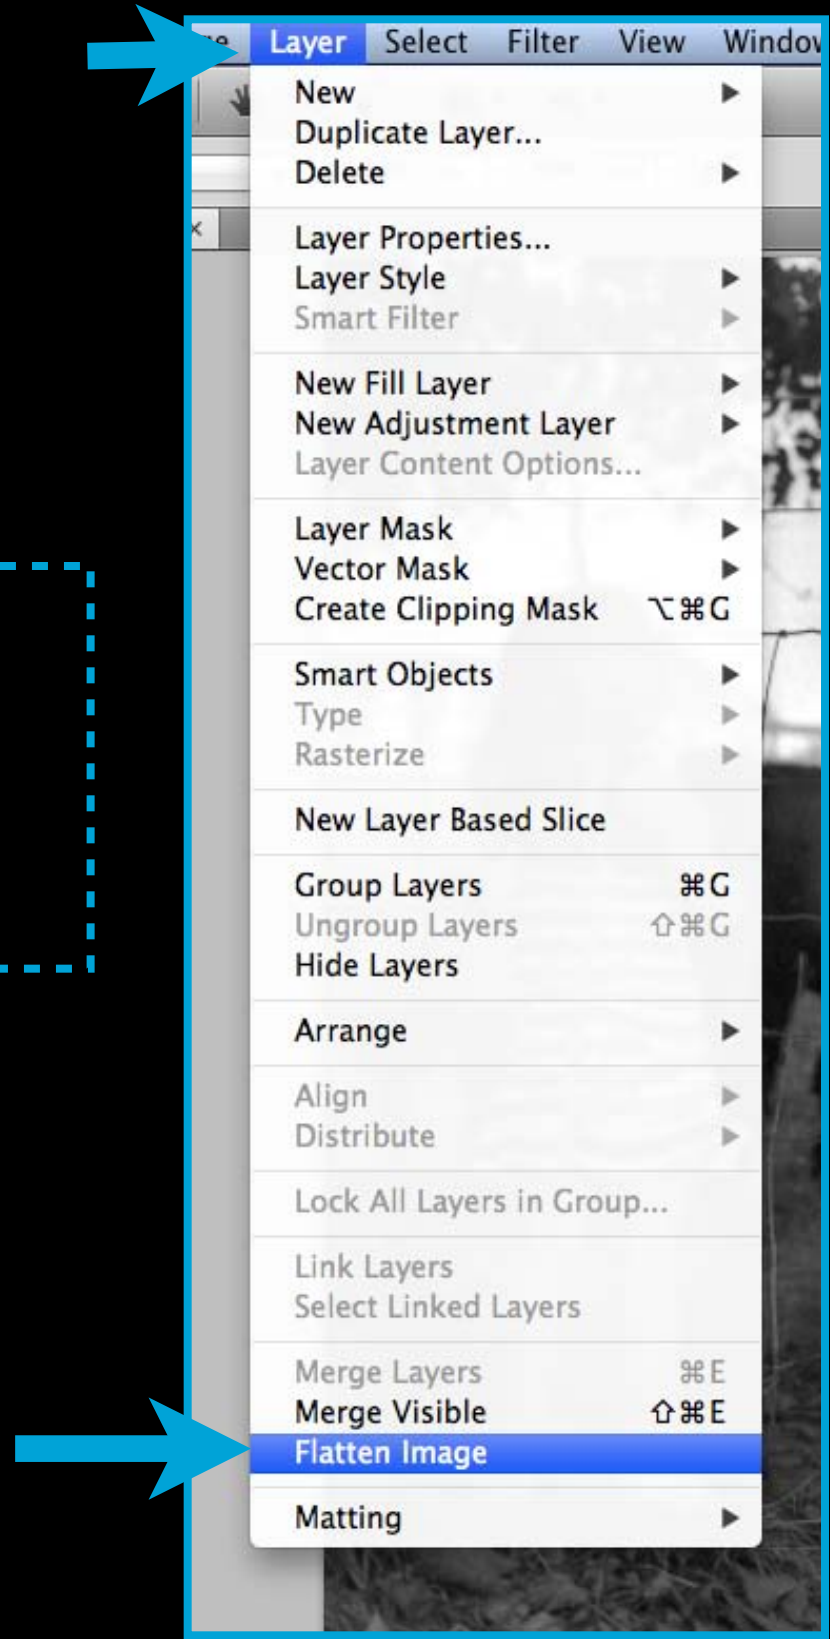 Layer Select Filter View
New
Duplicate Layer...
Delete
Layer Properties...
Layer Style
Smart Filter
New Fill Layer
New Adjustment Layer
Layer Content Options...
Layer Mask
Vector Mask
Create Clipping Mask ⌥⌘G
Smart Objects
Type
Rasterize
New Layer Based Slice
Group Layers ⌘G
Ungroup Layers ⇧⌘G
Hide Layers
Arrange
Align
Distribute
Lock All Layers in Group...
Link Layers
Select Linked Layers
Merge Layers ⌘E
Merge Visible ⇧⌘E
Flatten Image
Matting